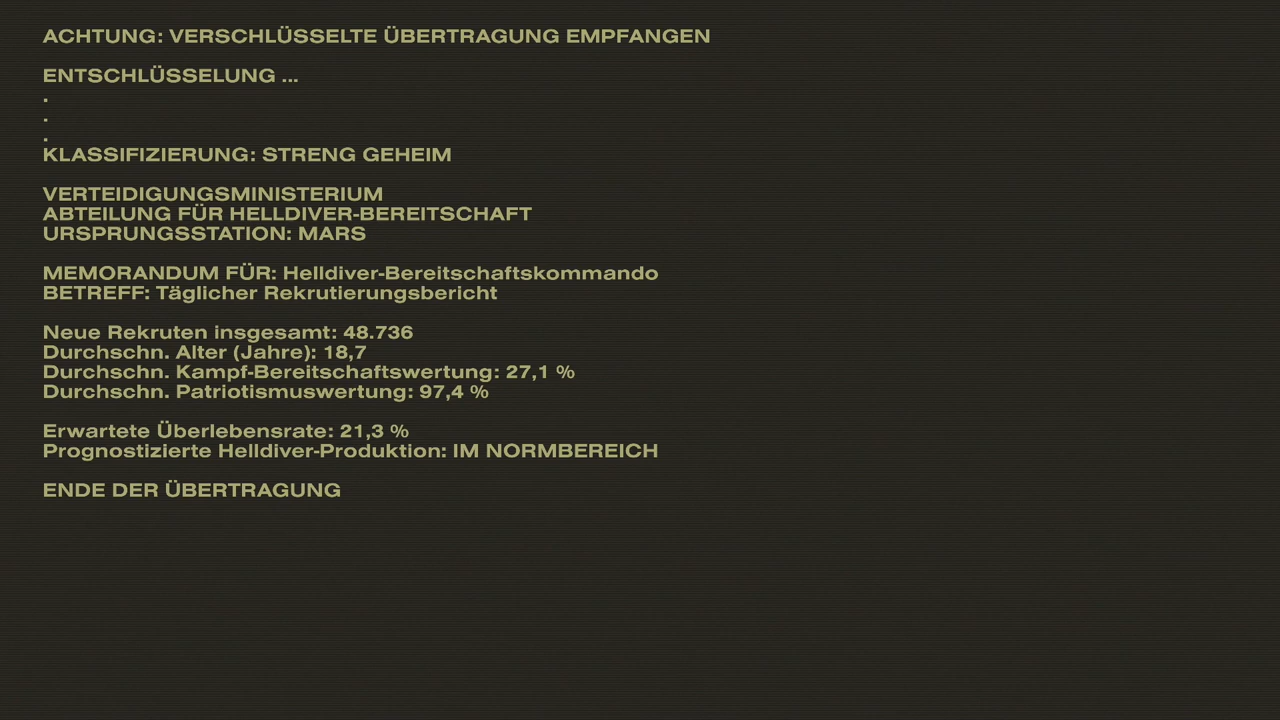 ACHTUNG: VERSCHLÜSSELTE ÜBERTRAGUNG EMPFANGEN
ENTSCHLÜSSELUNG ...
.
.
.
KLASSIFIZIERUNG: STRENG GEHEIM
VERTEIDIGUNGSMINISTERIUM
ABTEILUNG FÜR HELLDIVER-BEREITSCHAFT
URSPRUNGSSTATION: MARS
MEMORANDUM FÜR: Helldiver-Bereitschaftskommando
BETREFF: Täglicher Rekrutierungsbericht
Neue Rekruten insgesamt: 48.736
Durchschn. Alter (Jahre): 18,7
Durchschn. Kampf-Bereitschaftswertung: 27,1 %
Durchschn. Patriotismuswertung: 97,4 %
Erwartete Überlebensrate: 21,3 %
Prognostizierte Helldiver-Produktion: IM NORMBEREICH
ENDE DER ÜBERTRAGUNG